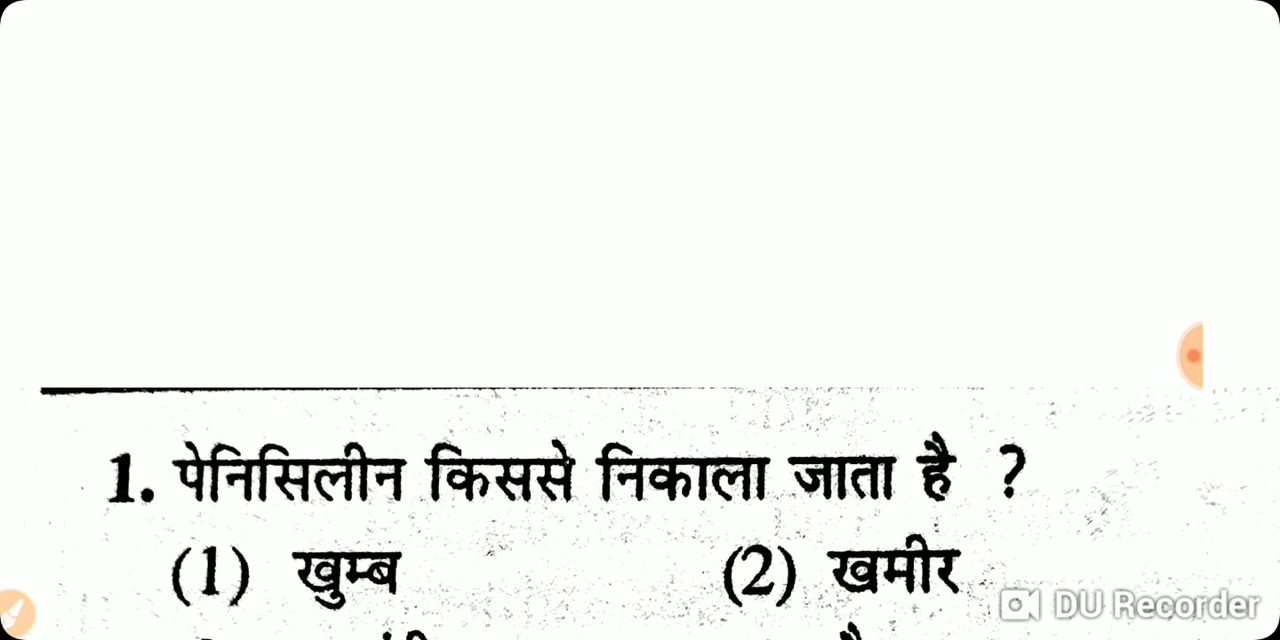 1. पेनिसिलीन किससे निकाला जाता है ?
(1) खुम्ब (2) खमीर
DU Recorder